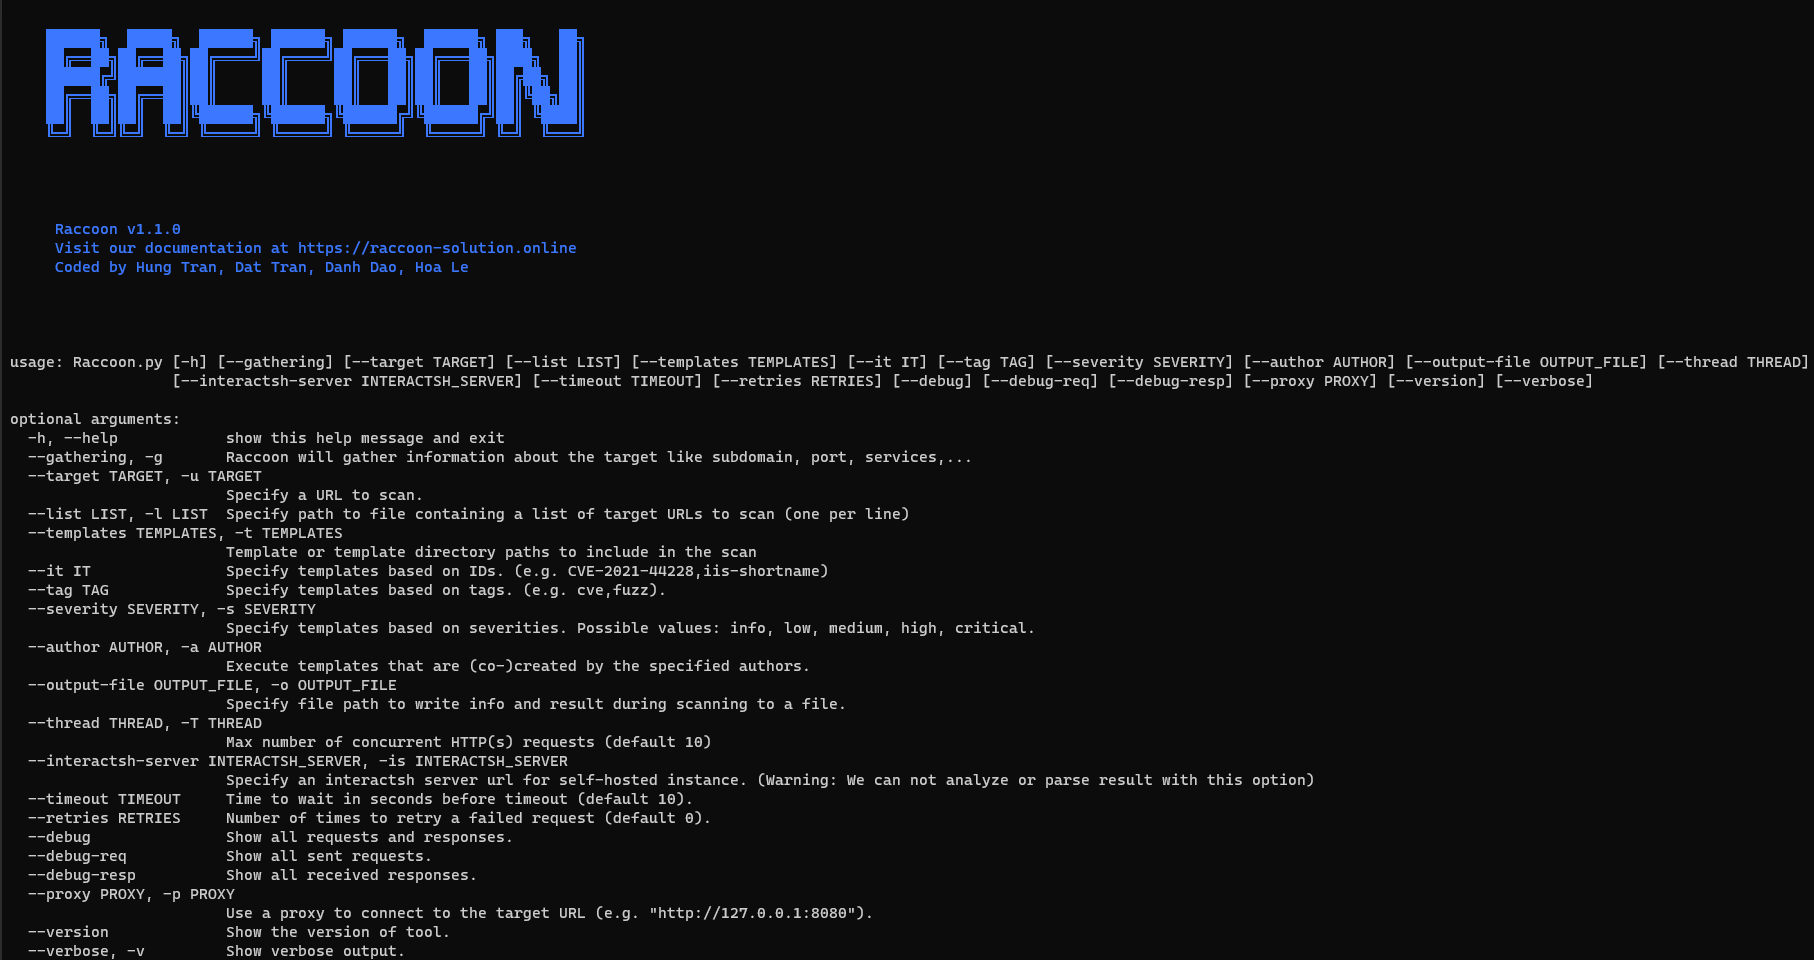 RACCOON
Raccoon v1.1.0
Visit our documentation at https://raccoon-solution.online
Coded by Hung Tran, Dat Tran, Danh Dao, Hoa Le
usage: Raccoon.py [-h] [--gathering] [--target TARGET] [--list LIST] [--templates TEMPLATES] [--it IT] [--tag TAG] [--severity SEVERITY] [--author AUTHOR] [--output-file OUTPUT_FILE] [--thread THREAD]
[--interactsh-server INTERACTSH_SERVER] [--timeout TIMEOUT] [--retries RETRIES] [--debug] [--debug-req] [--debug-resp] [--proxy PROXY] [--version] [--verbose]
optional arguments:
-h, --help show this help message and exit
--gathering, -g Raccoon will gather information about the target like subdomain, port, services,...
--target TARGET, -u TARGET
Specify a URL to scan.
--list LIST, -l LIST Specify path to file containing a list of target URLs to scan (one per line)
--templates TEMPLATES, -t TEMPLATES
Template or template directory paths to include in the scan
--it IT Specify templates based on IDs. (e.g. CVE-2021-44228,iis-shortname)
--tag TAG Specify templates based on tags. (e.g. cve,fuzz).
--severity SEVERITY, -s SEVERITY
Specify templates based on severities. Possible values: info, low, medium, high, critical.
--author AUTHOR, -a AUTHOR
Execute templates that are (co-)created by the specified authors.
--output-file OUTPUT_FILE, -o OUTPUT_FILE
Specify file path to write info and result during scanning to a file.
--thread THREAD, -T THREAD
Max number of concurrent HTTP(s) requests (default 10)
--interactsh-server INTERACTSH_SERVER, -is INTERACTSH_SERVER
Specify an interactsh server url for self-hosted instance. (Warning: We can not analyze or parse result with this option)
--timeout TIMEOUT Time to wait in seconds before timeout (default 10).
--retries RETRIES Number of times to retry a failed request (default 0).
--debug Show all requests and responses.
--debug-req Show all sent requests.
--debug-resp Show all received responses.
--proxy PROXY, -p PROXY
Use a proxy to connect to the target URL (e.g. "http://127.0.0.1:8080").
--version Show the version of tool.
--verbose, -v Show verbose output.